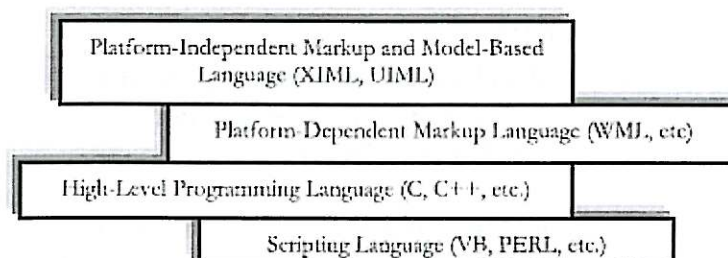 Platform-Independent Markup and Model-Based
Language (XIML, UIML)
Platform-Dependent Markup Language (WML, etc)
High-Level Programming Language (C, C++, etc.)
Scripting Language (VB, PERL, etc.)